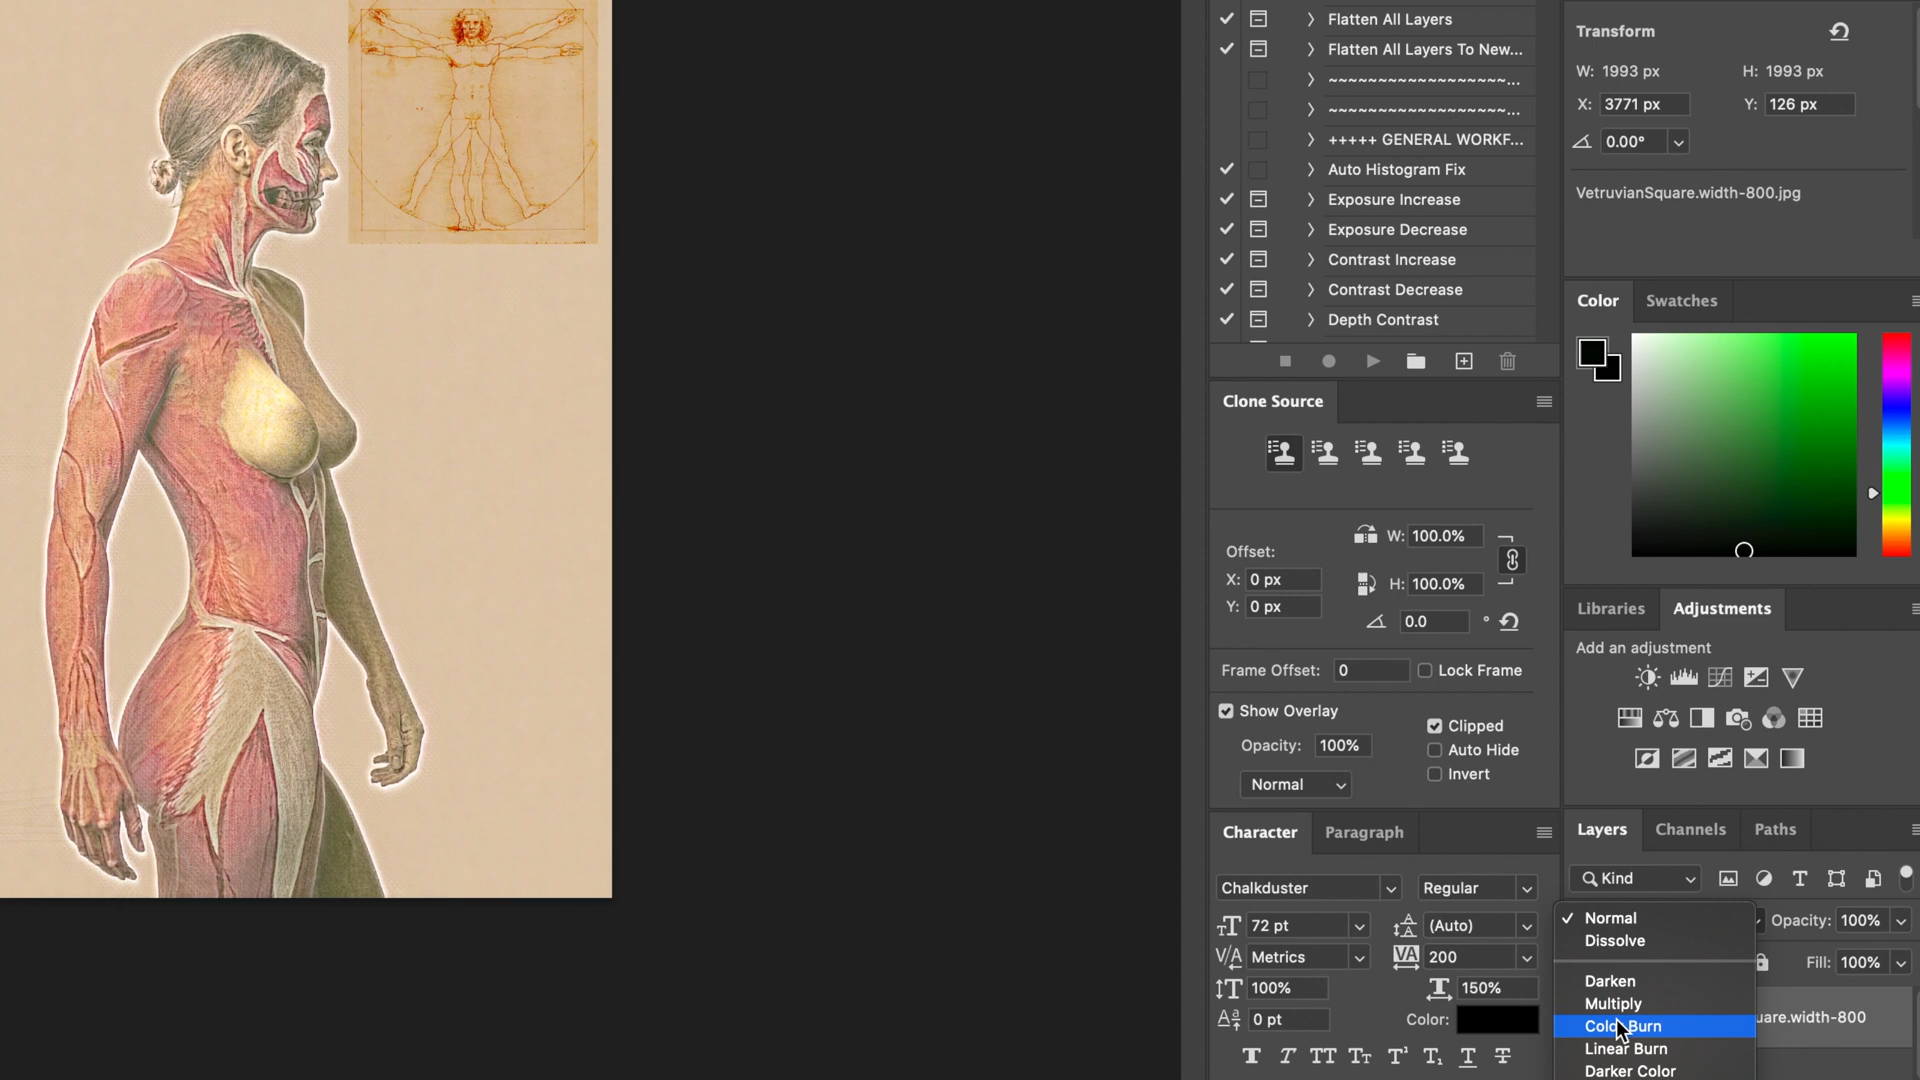 Flatten All Layers
Flatten All Layers To New...
~~~~~~~~~~~~~~~~~~...
~~~~~~~~~~~~~~~~~~...
+++++ GENERAL WORKF...
Auto Histogram Fix
Exposure Increase
Exposure Decrease
Contrast Increase
Contrast Decrease
Depth Contrast
Clone Source
Offset:
X: 0 px
Y: 0 px
W: 100.0%
H: 100.0%
0.0 °
Frame Offset: 0 Lock Frame
Show Overlay
Opacity: 100%
Normal
Clipped
Auto Hide
Invert
Character Paragraph
Chalkduster Regular
72 pt (Auto)
Metrics 200
100% 150%
0 pt Color:
Transform
W: 1993 px H: 1993 px
X: 3771 px Y: 126 px
0.00°
VetruvianSquare.width-800.jpg
Color Swatches
Libraries Adjustments
Add an adjustment
Layers Channels Paths
Kind
Opacity: 100%
Fill: 100%
uare.width-800
Normal
Dissolve
Darken
Multiply
Color Burn
Linear Burn
Darker Color